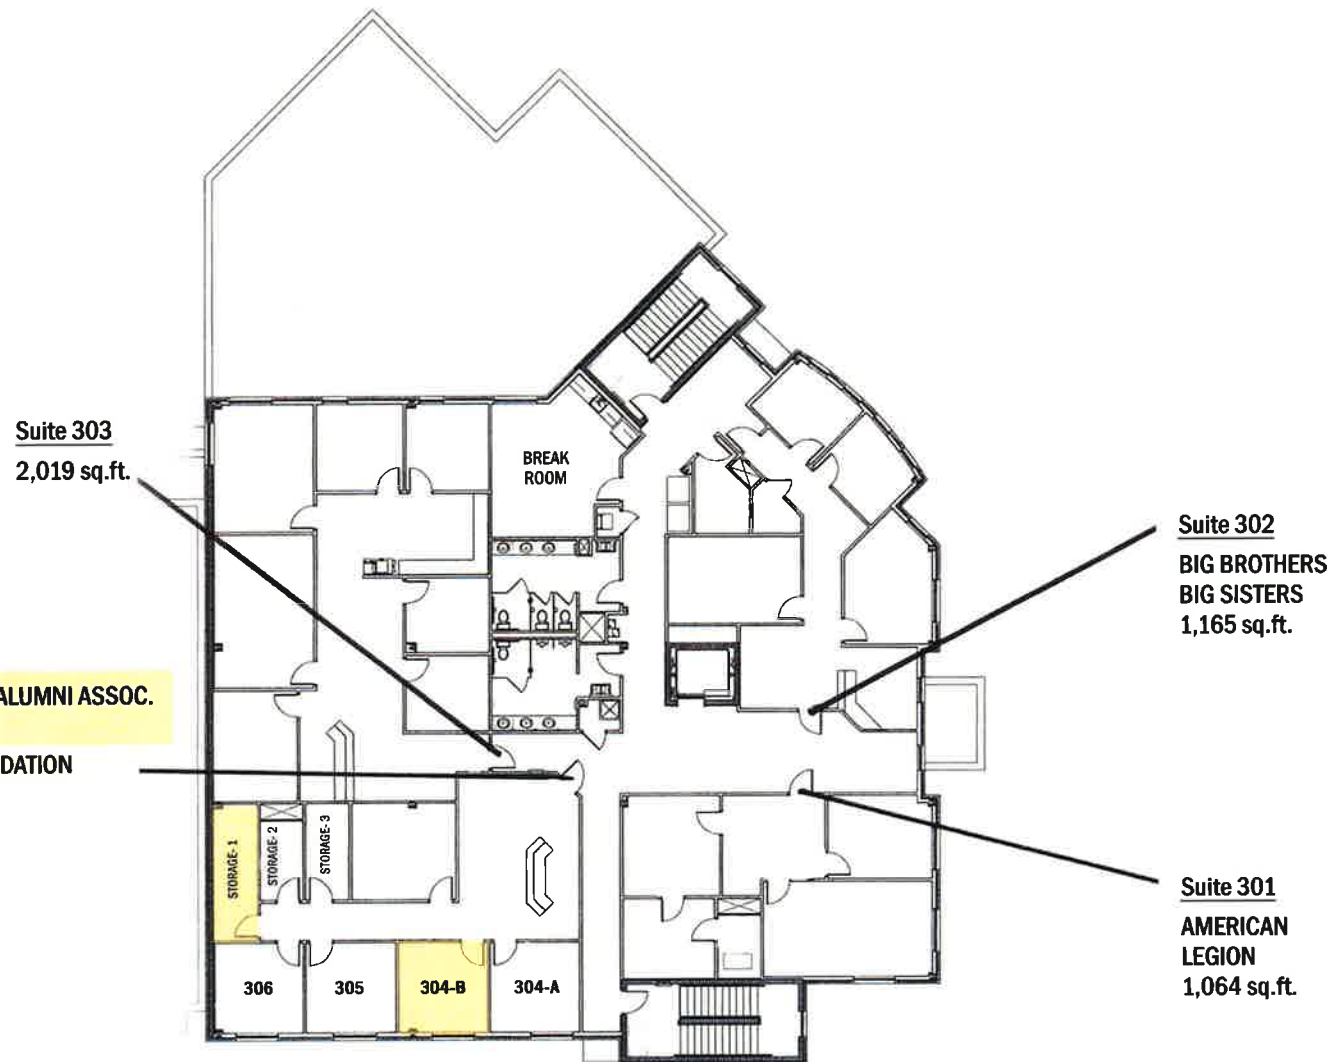 Suite 303
2,019 sq.ft.
BREAK
ROOM
Suite 302
BIG BROTHERS
BIG SISTERS
1,165 sq.ft.
ALUMNI ASSOC.
DATION
STORAGE-1
STORAGE-2
STORAGE-3
Suite 301
AMERICAN
LEGION
1,064 sq.ft.
306
305
304-B
304-A